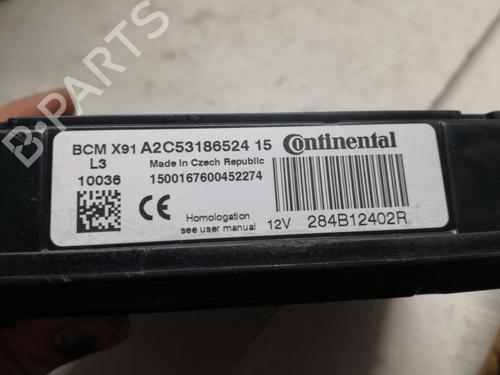 B-PARTS
BCM X91 A2C53186524 15 Continental
L3 Made In Czech Republic
10036 1500167600452274
CE Homologation
see user manual 12V 284B12402R